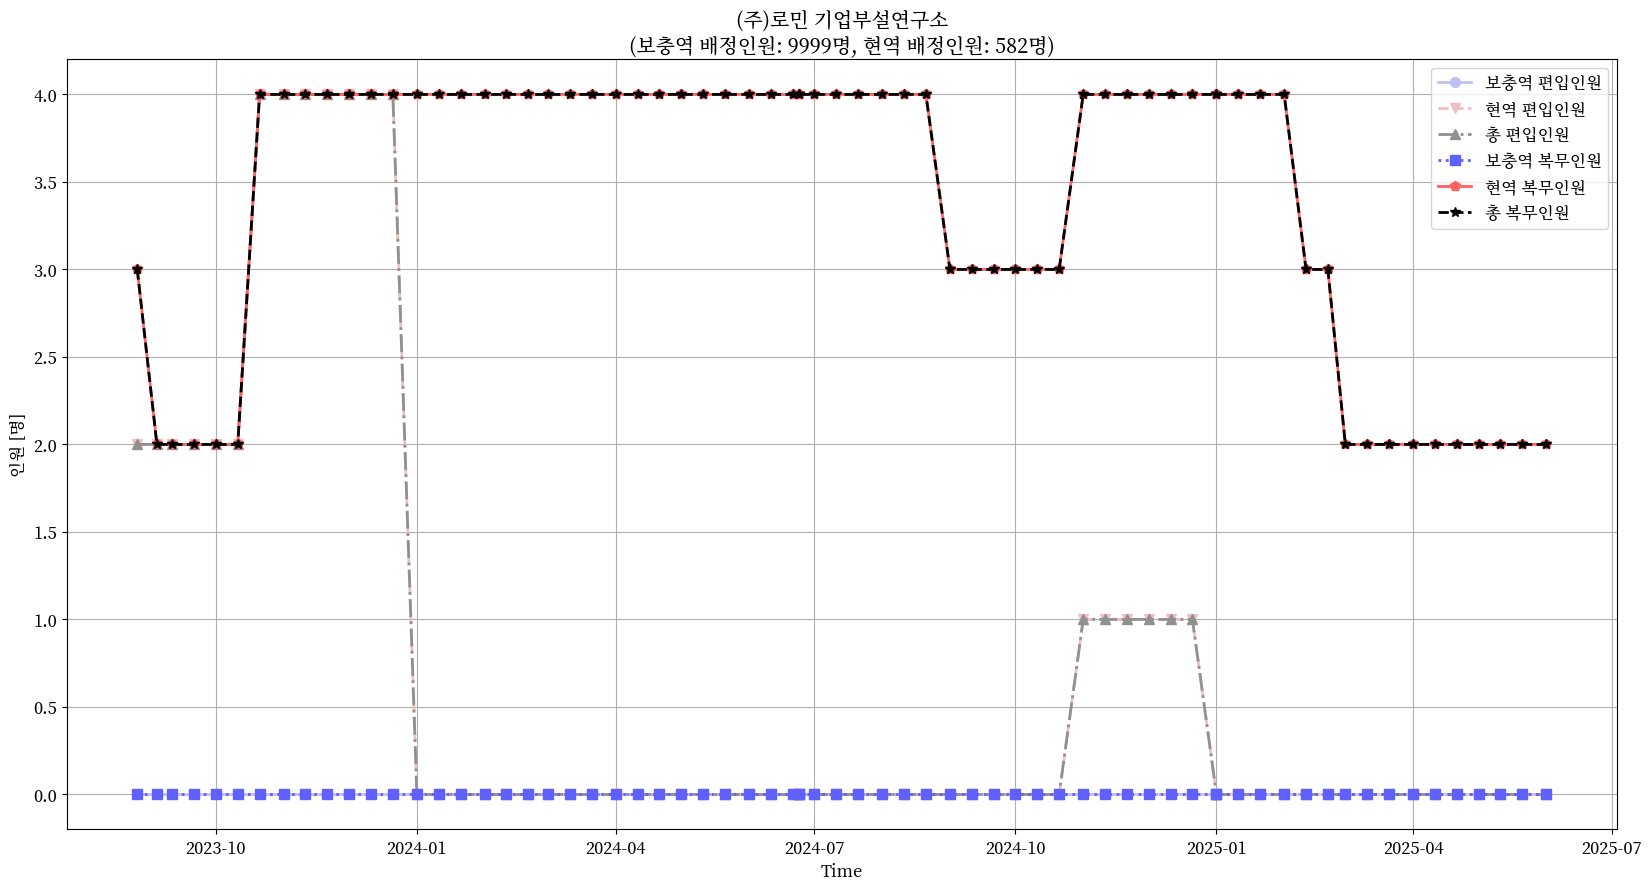 (주)로민 기업부설연구소
(보충역 배정인원: 9999명, 현역 배정인원: 582명)
4.0
3.5
3.0
2.5
2.0
1.5
1.0
0.5
0.0
인원 [명]
보충역 편입인원
현역 편입인원
총 편입인원
보충역 복무인원
현역 복무인원
총 복무인원
2023-10
2024-01
2024-04
2024-07
2024-10
2025-01
2025-04
2025-07
Time